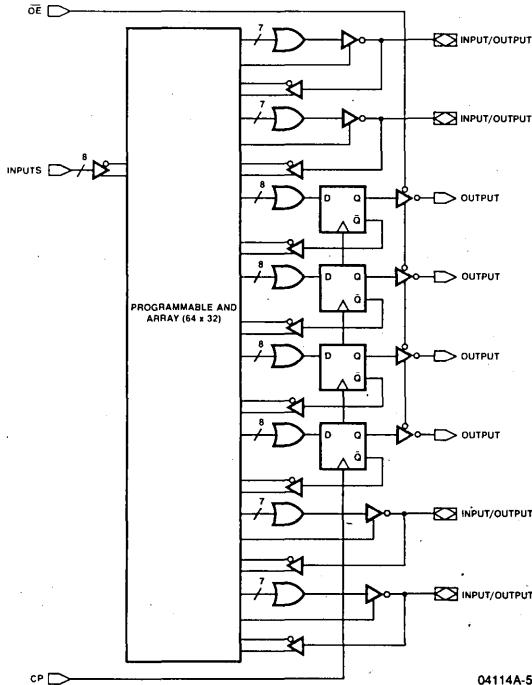 OE
7
INPUT/OUTPUT
7
INPUT/OUTPUT
INPUTS
8
8
D Q
Q
OUTPUT
8
D Q
Q
OUTPUT
PROGRAMMABLE AND
ARRAY (64 x 32)
8
D Q
Q
OUTPUT
8
D Q
Q
OUTPUT
7
INPUT/OUTPUT
7
INPUT/OUTPUT
CP
04114A-5